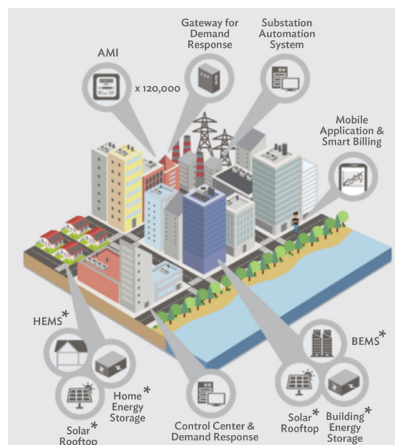 Gateway for
Demand
Response
Substation
Automation
System
AMI
x 120,000
Mobile
Application &
Smart Billing
HEMS*
BEMS*
Home*
Energy
Storage
Solar*
Rooftop
Control Center &
Demand Response
Solar*
Rooftop
Building*
Energy
Storage